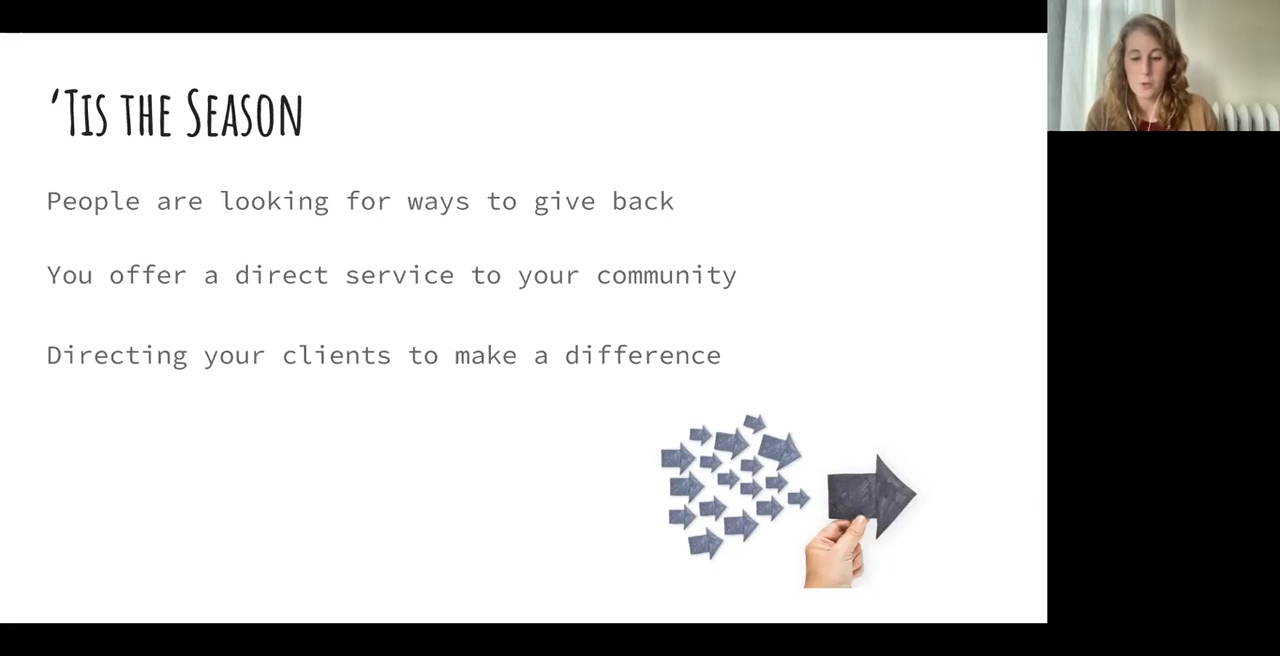 ‘Tis the Season
People are looking for ways to give back
You offer a direct service to your community
Directing your clients to make a difference